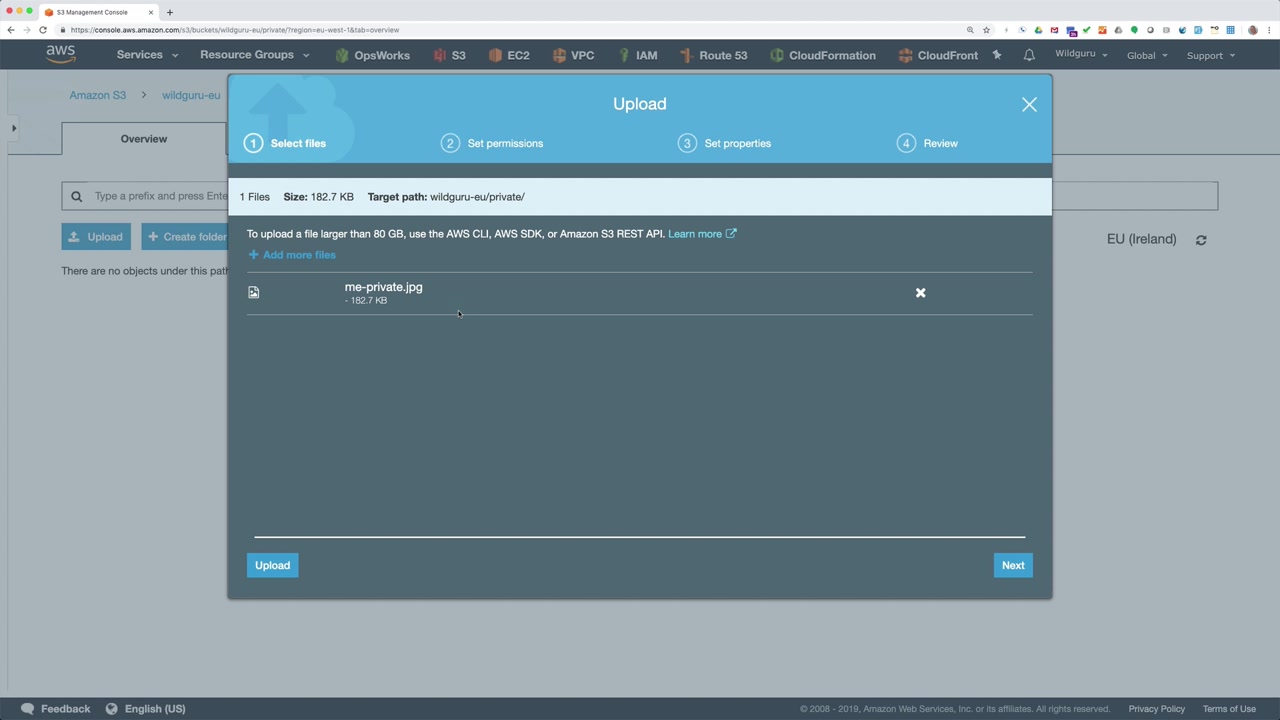 S3 Management Console
https://console.aws.amazon.com/s3/buckets/wildguru-eu/private/?region=eu-west-1&tab=overview
aws Services Resource Groups OpsWorks S3 EC2 VPC IAM Route 53 CloudFormation CloudFront Wildguru Global Support
Amazon S3 > wildguru-eu
Overview
Type a prefix and press Ente
Upload + Create folder
EU (Ireland)
There are no objects under this path
Upload
1 Select files 2 Set permissions 3 Set properties 4 Review
1 Files Size: 182.7 KB Target path: wildguru-eu/private/
To upload a file larger than 80 GB, use the AWS CLI, AWS SDK, or Amazon S3 REST API. Learn more
+ Add more files
me-private.jpg
- 182.7 KB
Upload Next
Feedback English (US) © 2008 - 2019, Amazon Web Services, Inc. or its affiliates. All rights reserved. Privacy Policy Terms of Use